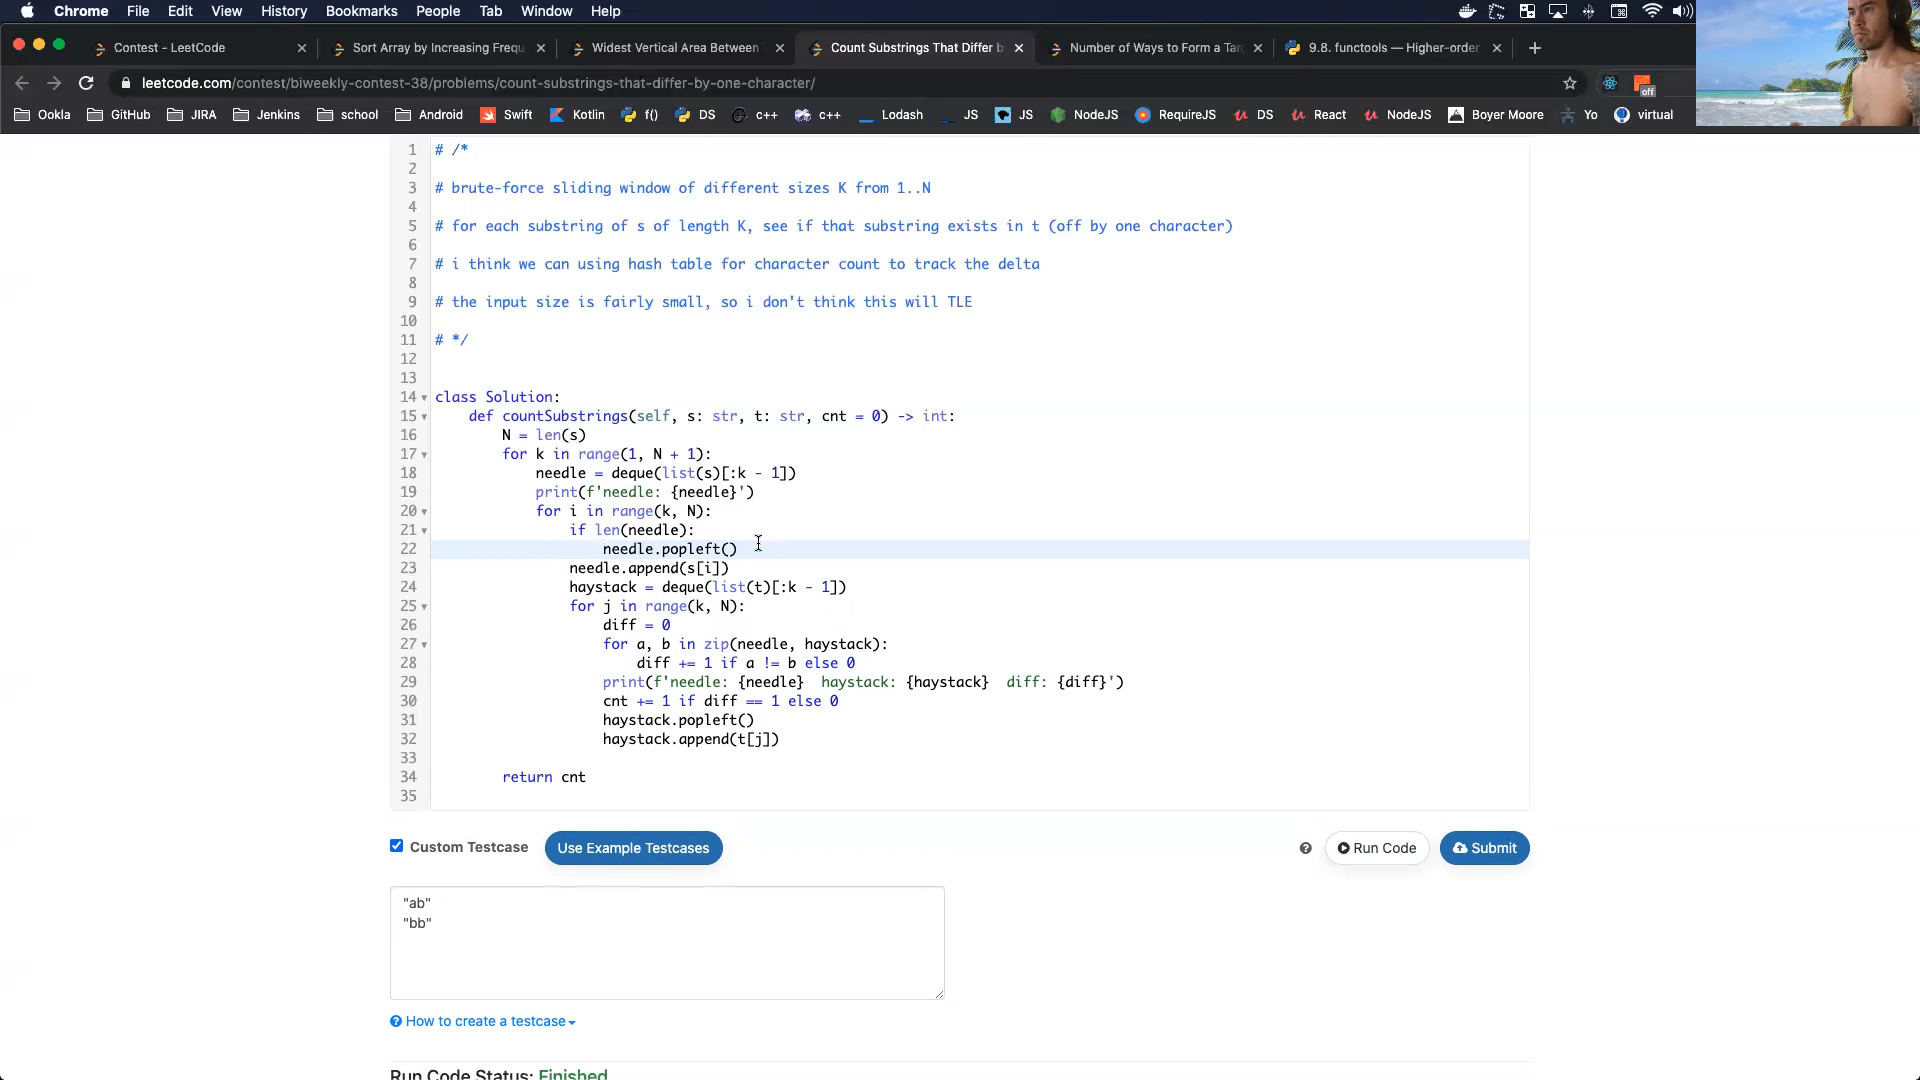 Chrome File Edit View History Bookmarks People Tab Window Help
Contest - LeetCode
Sort Array by Increasing Frequ
Widest Vertical Area Between
Count Substrings That Differ b
Number of Ways to Form a Tar
9.8. functools — Higher-order
leetcode.com/contest/biweekly-contest-38/problems/count-substrings-that-differ-by-one-character/
off
Ookla GitHub JIRA Jenkins school Android Swift Kotlin f() DS c++ c++ Lodash JS JS NodeJS RequireJS DS React NodeJS Boyer Moore Yo virtual
1 # /*
2
3 # brute-force sliding window of different sizes K from 1..N
4
5 # for each substring of s of length K, see if that substring exists in t (off by one character)
6
7 # i think we can using hash table for character count to track the delta
8
9 # the input size is fairly small, so i don't think this will TLE
10
11 # */
12
13
14 class Solution:
15 def countSubstrings(self, s: str, t: str, cnt = 0) -> int:
16 N = len(s)
17 for k in range(1, N + 1):
18 needle = deque(list(s)[:k - 1])
19 print(f'needle: {needle}')
20 for i in range(k, N):
21 if len(needle):
22 needle.popleft()
23 needle.append(s[i])
24 haystack = deque(list(t)[:k - 1])
25 for j in range(k, N):
26 diff = 0
27 for a, b in zip(needle, haystack):
28 diff += 1 if a != b else 0
29 print(f'needle: {needle}  haystack: {haystack}  diff: {diff}')
30 cnt += 1 if diff == 1 else 0
31 haystack.popleft()
32 haystack.append(t[j])
33
34 return cnt
35
Custom Testcase
Use Example Testcases
Run Code
Submit
"ab"
"bb"
How to create a testcase
Run Code Status: Finished